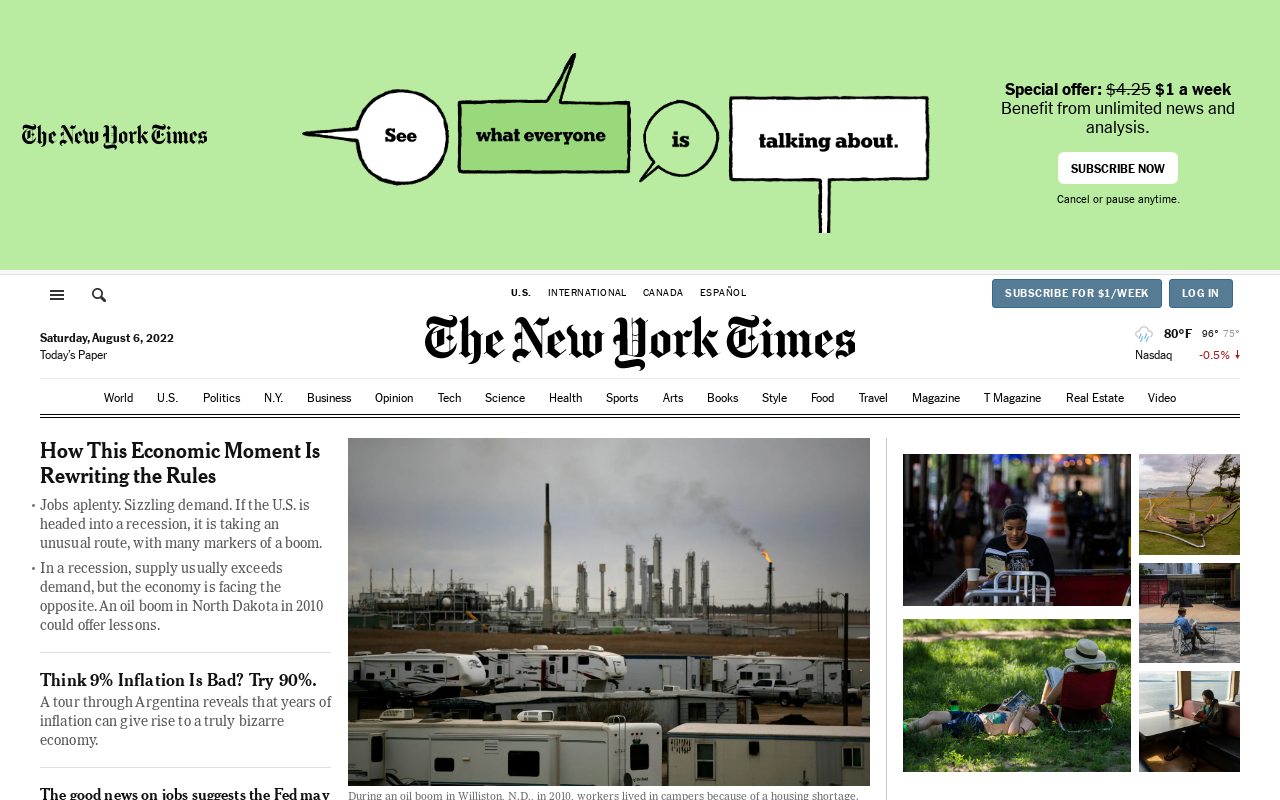 The New York Times
See
what everyone
is
talking about.
Special offer: $4.25 $1 a week
Benefit from unlimited news and
analysis.
SUBSCRIBE NOW
Cancel or pause anytime.
U.S. INTERNATIONAL CANADA ESPAÑOL
SUBSCRIBE FOR $1/WEEK LOG IN
The New York Times
Saturday, August 6, 2022
Today's Paper
80°F 96° 75°
Nasdaq -0.5% ↓
World U.S. Politics N.Y. Business Opinion Tech Science Health Sports Arts Books Style Food Travel Magazine T Magazine Real Estate Video
How This Economic Moment Is
Rewriting the Rules
• Jobs aplenty. Sizzling demand. If the U.S. is
headed into a recession, it is taking an
unusual route, with many markers of a boom.
• In a recession, supply usually exceeds
demand, but the economy is facing the
opposite. An oil boom in North Dakota in 2010
could offer lessons.
Think 9% Inflation Is Bad? Try 90%.
A tour through Argentina reveals that years of
inflation can give rise to a truly bizarre
economy.
The good news on jobs suggests the Fed may
During an oil boom in Williston, N.D., in 2010, workers lived in campers because of a housing shortage.